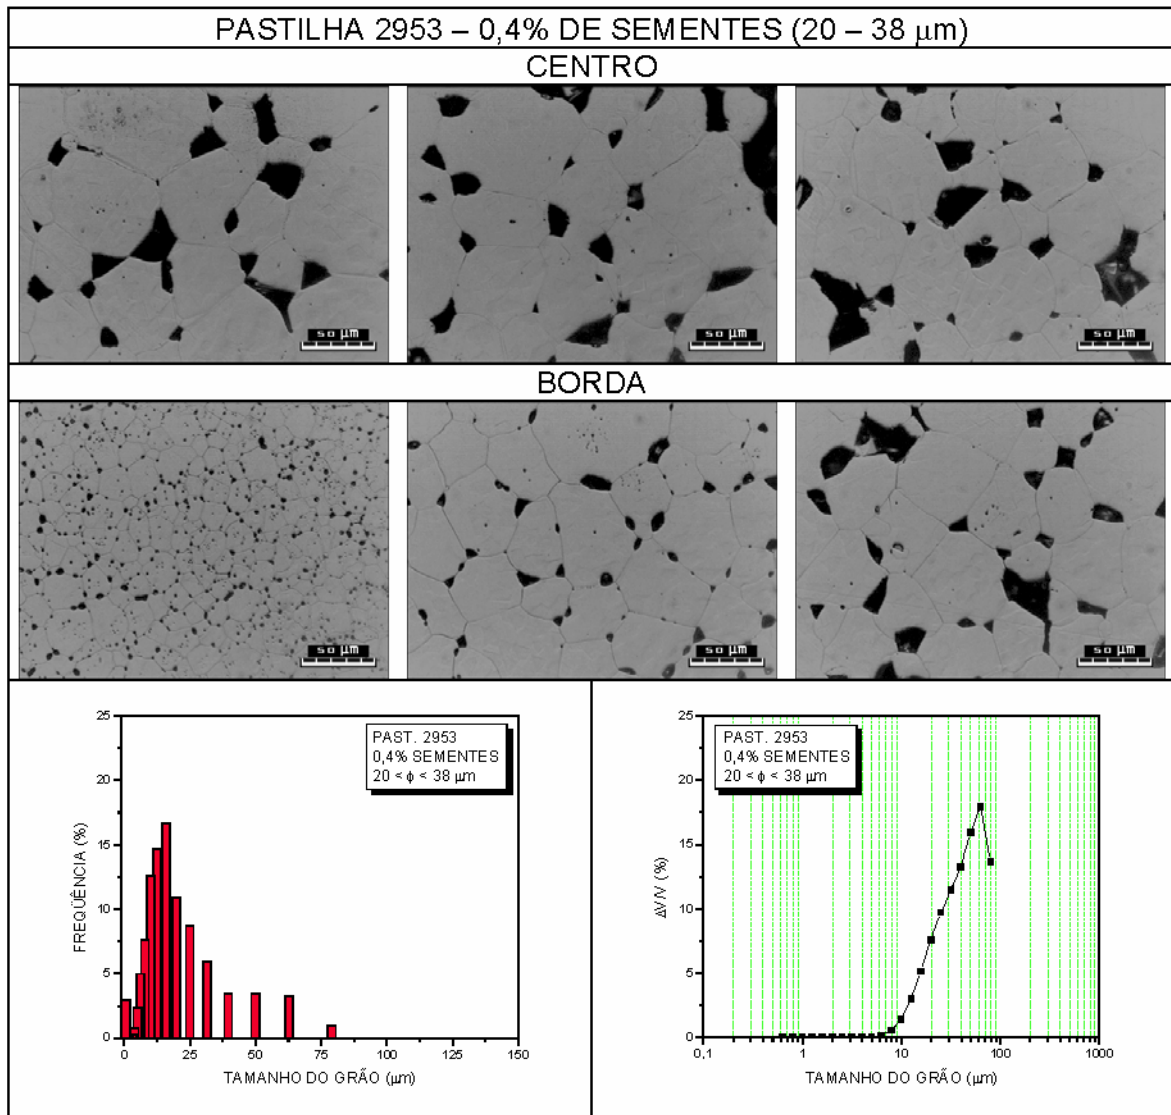 PASTILHA 2953 – 0,4% DE SEMENTES (20 – 38 μm)
CENTRO
50 μm
50 μm
50 μm
BORDA
50 μm
50 μm
50 μm
25
20
15
10
5
0
FREQÜÊNCIA (%)
PAST. 2953
0,4% SEMENTES
20 < ϕ < 38 μm
0
25
50
75
100
125
150
TAMANHO DO GRÃO (μm)
25
20
15
10
5
0
ΔV/V (%)
PAST. 2953
0,4% SEMENTES
20 < ϕ < 38 μm
0,1
1
10
100
1000
TAMANHO DO GRÃO (μm)